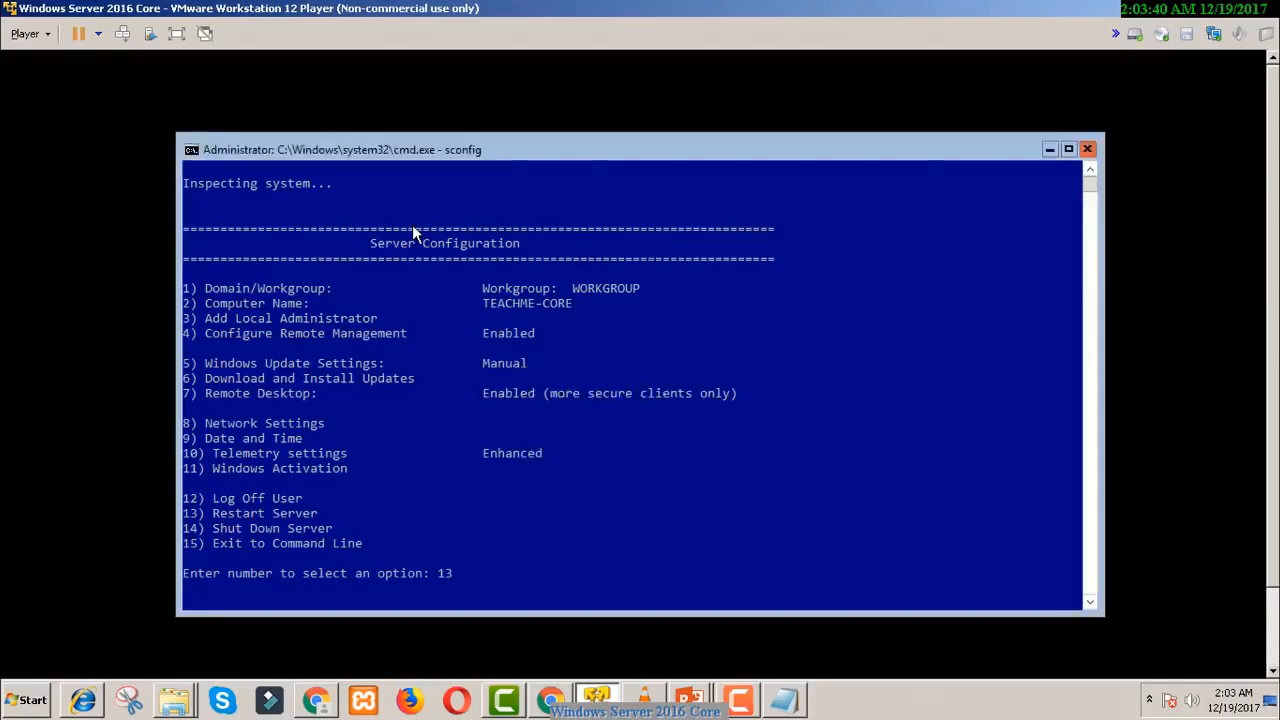 Windows Server 2016 Core - VMware Workstation 12 Player (Non-commercial use only)
2:03:40 AM 12/19/2017
Player
Administrator: C:\Windows\system32\cmd.exe - sconfig
Inspecting system...
===============================================================================
Server Configuration
===============================================================================
1) Domain/Workgroup: Workgroup: WORKGROUP
2) Computer Name: TEACHME-CORE
3) Add Local Administrator
4) Configure Remote Management Enabled
5) Windows Update Settings: Manual
6) Download and Install Updates
7) Remote Desktop: Enabled (more secure clients only)
8) Network Settings
9) Date and Time
10) Telemetry settings Enhanced
11) Windows Activation
12) Log Off User
13) Restart Server
14) Shut Down Server
15) Exit to Command Line
Enter number to select an option: 13
Start
2:03 AM
12/19/2017
Windows Server 2016 Core